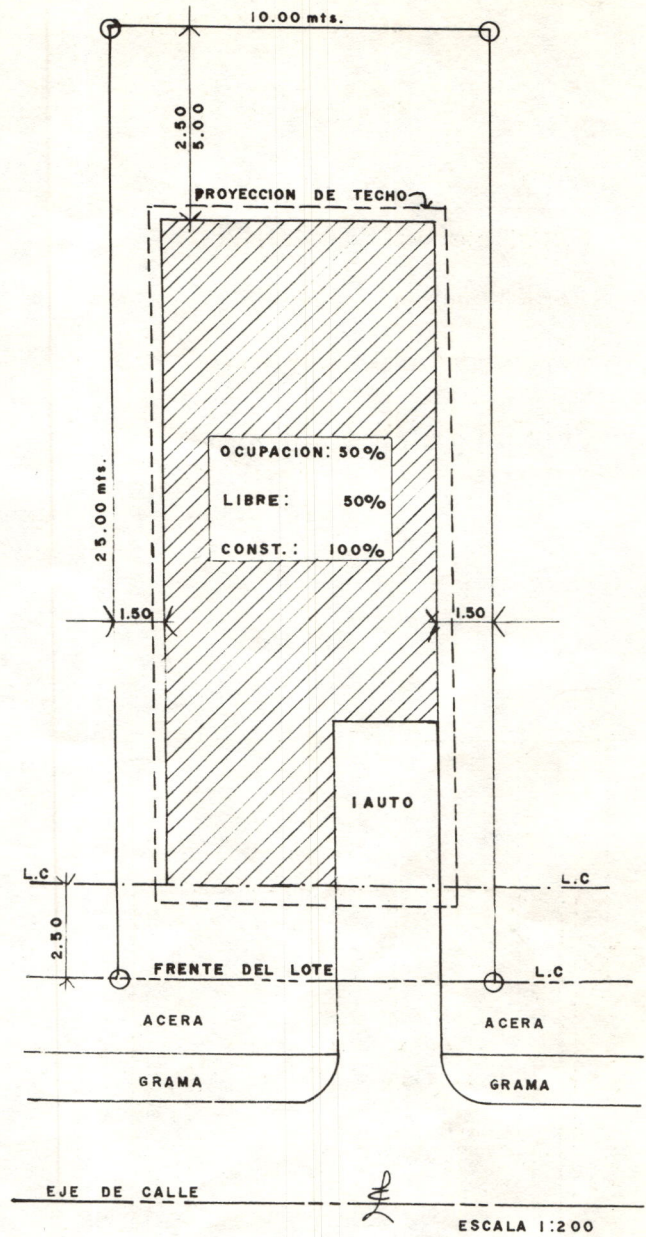 10.00 mts.
2.50
5.00
PROYECCION DE TECHO
25.00 mts.
OCUPACION: 50%
LIBRE: 50%
CONST.: 100%
1.50
1.50
1 AUTO
L.C
L.C
2.50
FRENTE DEL LOTE
L.C
ACERA
ACERA
GRAMA
GRAMA
EJE DE CALLE
ESCALA 1:200